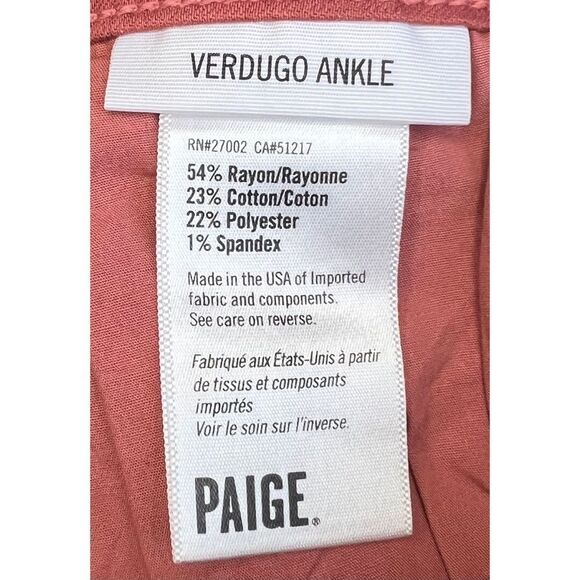 VERDUGO ANKLE
RN#27002 CA#51217
54% Rayon/Rayonne
23% Cotton/Coton
22% Polyester
1% Spandex
Made in the USA of Imported
fabric and components.
See care on reverse.
Fabriqué aux États-Unis à partir
de tissus et composants
importés
Voir le soin sur l'inverse.
PAIGE®